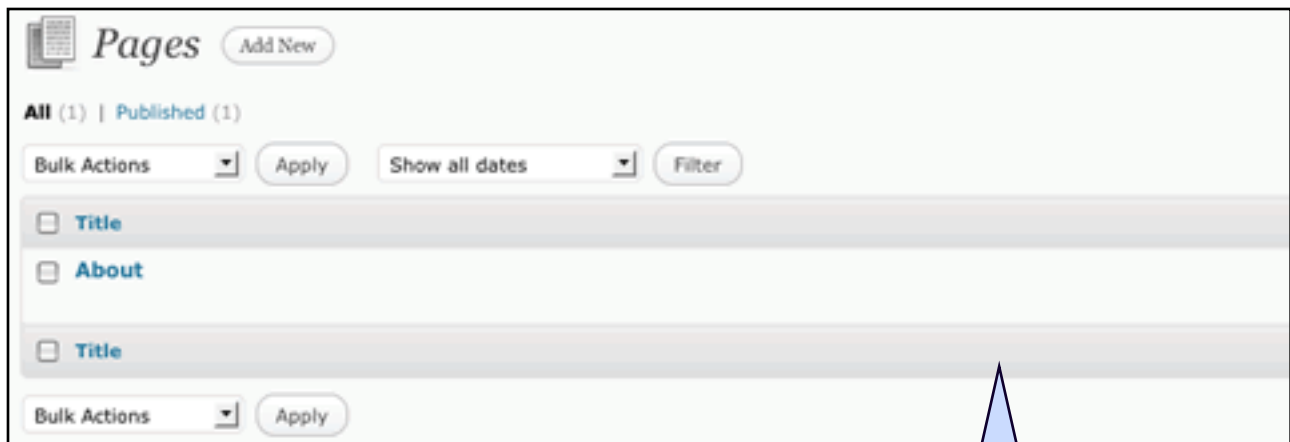 Pages Add New
All (1) | Published (1)
Bulk Actions Apply Show all dates Filter
Title
About
Title
Bulk Actions Apply